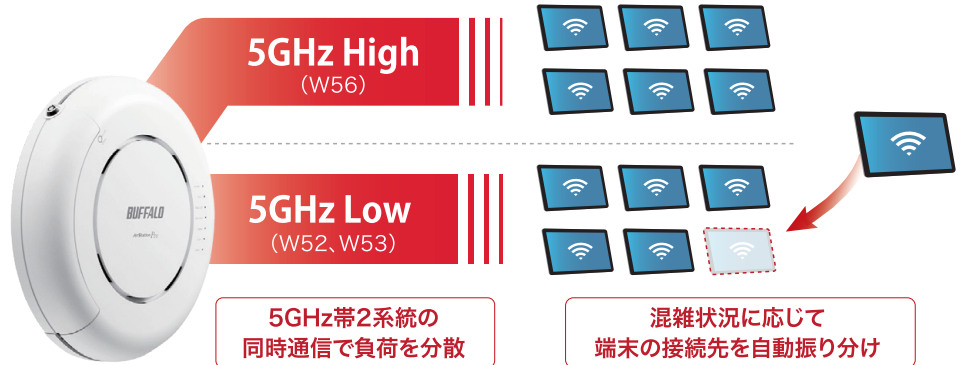 5GHz High
(W56)
5GHz Low
(W52、W53)
BUFFALO
5GHz帯2系統の
同時通信で負荷を分散
混雑状況に応じて
端末の接続先を自動振り分け